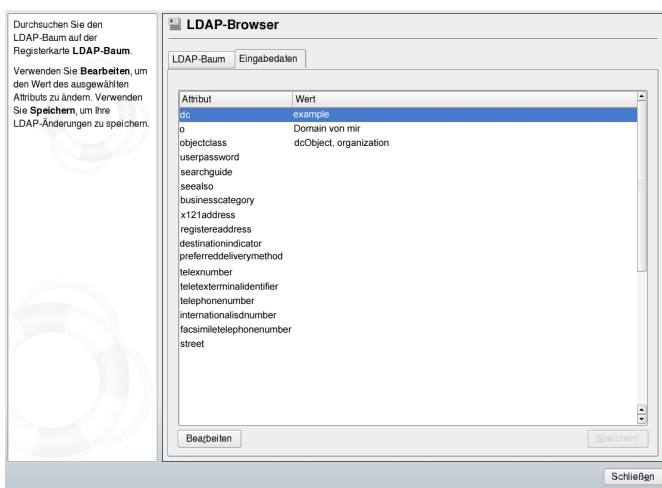 Durchsuchen Sie den
LDAP-Baum auf der
Registerkarte LDAP-Baum.
Verwenden Sie Bearbeiten, um
den Wert des ausgewählten
Attributs zu ändern. Verwenden
Sie Speichern, um Ihre
LDAP-Änderungen zu speichern.
LDAP-Browser
LDAP-Baum Eingabedaten
Attribut Wert
dc example
o Domain von mir
objectclass dcObject, organization
userpassword
searchguide
seealso
businesscategory
x121address
registereaddress
destinationindicator
preferreddeliverymethod
telexnumber
teletexterminalidentifier
telephonenumber
internationalisdnumber
facsimiletelephonenumber
street
Bearbeiten Speichern
Schließen